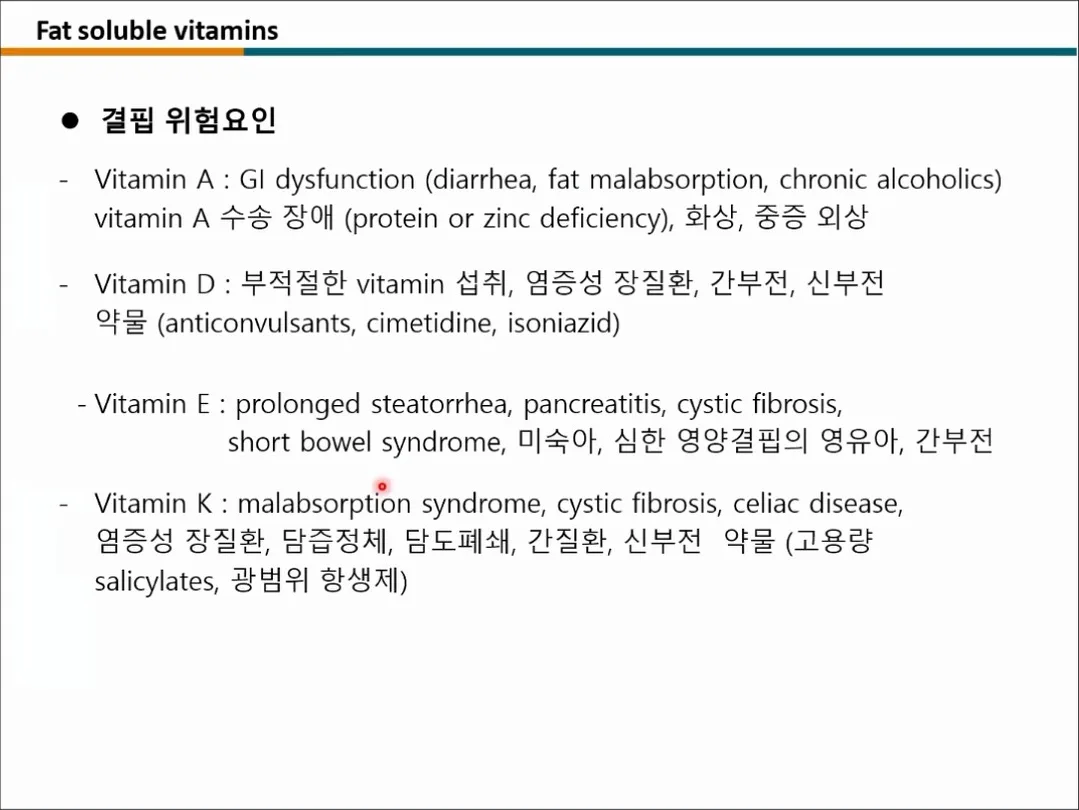 Fat soluble vitamins
● 결핍 위험요인
- Vitamin A : GI dysfunction (diarrhea, fat malabsorption, chronic alcoholics)
vitamin A 수송 장애 (protein or zinc deficiency), 화상, 중증 외상
- Vitamin D : 부적절한 vitamin 섭취, 염증성 장질환, 간부전, 신부전
약물 (anticonvulsants, cimetidine, isoniazid)
- Vitamin E : prolonged steatorrhea, pancreatitis, cystic fibrosis,
short bowel syndrome, 미숙아, 심한 영양결핍의 영유아, 간부전
- Vitamin K : malabsorption syndrome, cystic fibrosis, celiac disease,
염증성 장질환, 담즙정체, 담도폐쇄, 간질환, 신부전 약물 (고용량
salicylates, 광범위 항생제)